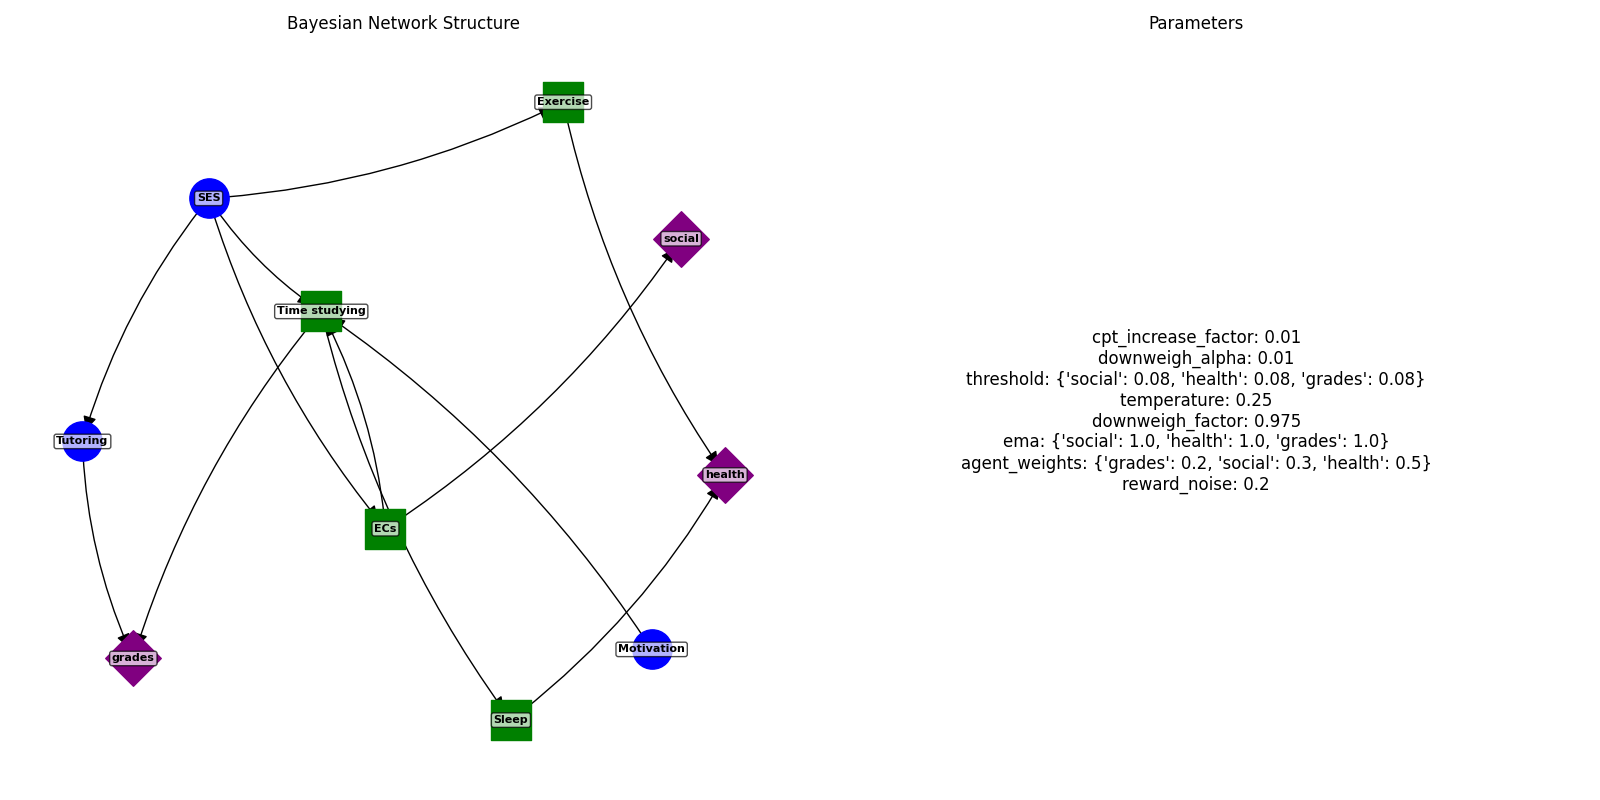 Bayesian Network Structure
Parameters
Exercise
SES
social
Time studying
Tutoring
health
ECs
Motivation
grades
Sleep
cpt_increase_factor: 0.01
downweigh_alpha: 0.01
threshold: {'social': 0.08, 'health': 0.08, 'grades': 0.08}
temperature: 0.25
downweigh_factor: 0.975
ema: {'social': 1.0, 'health': 1.0, 'grades': 1.0}
agent_weights: {'grades': 0.2, 'social': 0.3, 'health': 0.5}
reward_noise: 0.2